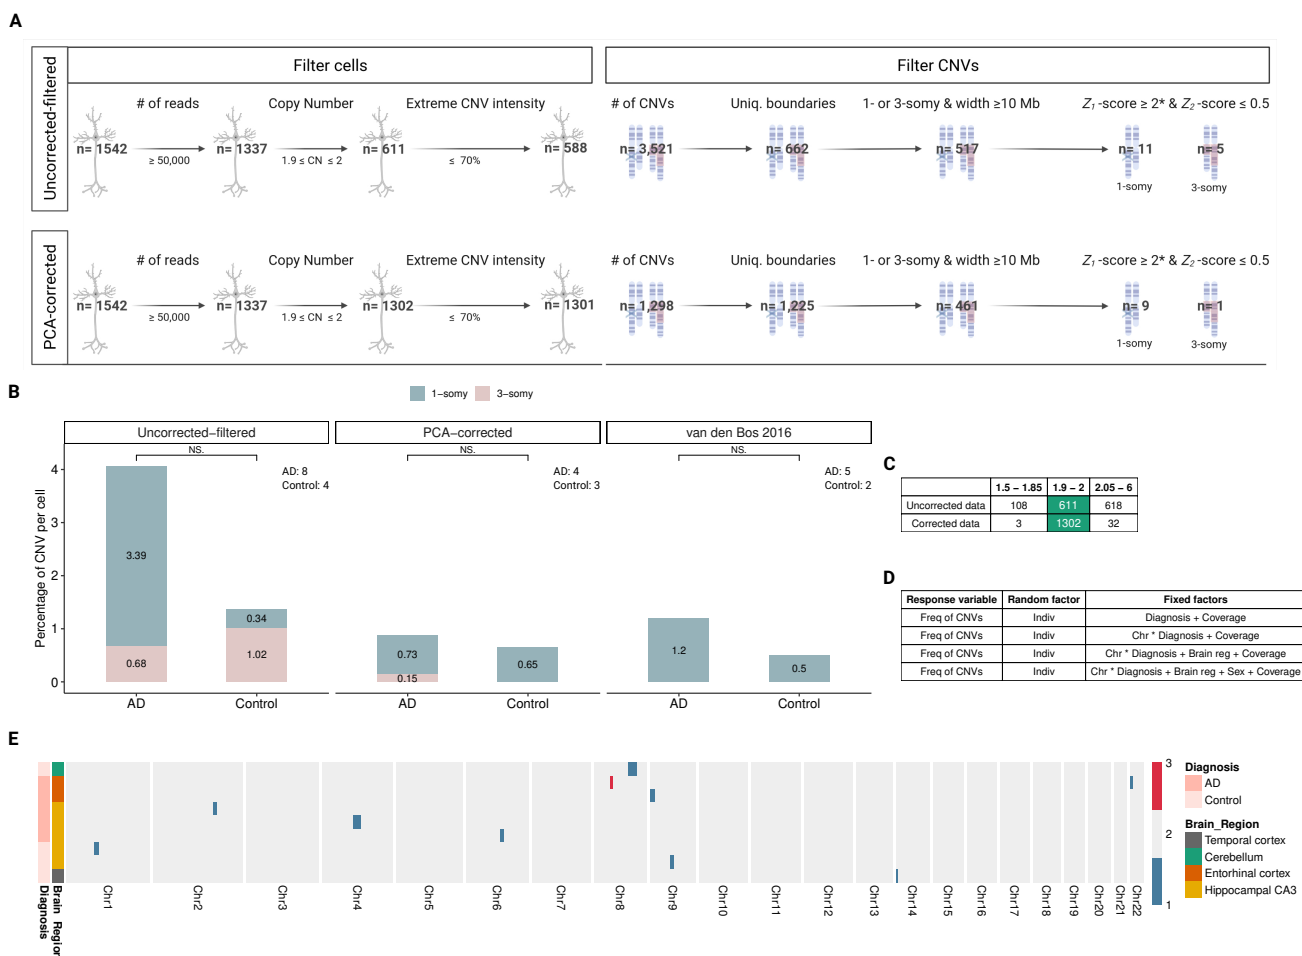 A
Uncorrected-filtered
Filter cells
Filter CNVs
# of reads
Copy Number
Extreme CNV intensity
# of CNVs
Uniq. boundaries
1- or 3-somy & width ≥10 Mb
Z1 -score ≥ 2* & Z2 -score ≤ 0.5
n= 1542
≥ 50,000
n= 1337
1.9 ≤ CN ≤ 2
n= 611
≤ 70%
n= 588
n= 3,521
n= 662
n= 517
n= 11
n= 5
1-somy
3-somy
PCA-corrected
# of reads
Copy Number
Extreme CNV intensity
# of CNVs
Uniq. boundaries
1- or 3-somy & width ≥10 Mb
Z1 -score ≥ 2* & Z2 -score ≤ 0.5
n= 1542
≥ 50,000
n= 1337
1.9 ≤ CN ≤ 2
n= 1302
≤ 70%
n= 1301
n= 1,298
n= 1,225
n= 461
n= 9
n= 1
1-somy
3-somy
B
1−somy
3−somy
Percentage of CNV per cell
4
3
2
1
0
Uncorrected−filtered
NS.
AD: 8
Control: 4
3.39
0.68
0.34
1.02
AD
Control
PCA−corrected
NS.
AD: 4
Control: 3
0.73
0.15
0.65
AD
Control
van den Bos 2016
NS.
AD: 5
Control: 2
1.2
0.5
AD
Control
C
1.5 − 1.85 1.9 − 2 2.05 − 6
Uncorrected data 108 611 618
Corrected data 3 1302 32
D
Response variable Random factor Fixed factors
Freq of CNVs Indiv Diagnosis + Coverage
Freq of CNVs Indiv Chr * Diagnosis + Coverage
Freq of CNVs Indiv Chr * Diagnosis + Brain reg + Coverage
Freq of CNVs Indiv Chr * Diagnosis + Brain reg + Sex + Coverage
E
Diagnosis
Brain_Region
Chr1
Chr2
Chr3
Chr4
Chr5
Chr6
Chr7
Chr8
Chr9
Chr10
Chr11
Chr12
Chr13
Chr14
Chr15
Chr16
Chr17
Chr18
Chr19
Chr20
Chr21
Chr22
3
2
1
Diagnosis
AD
Control
Brain_Region
Temporal cortex
Cerebellum
Entorhinal cortex
Hippocampal CA3